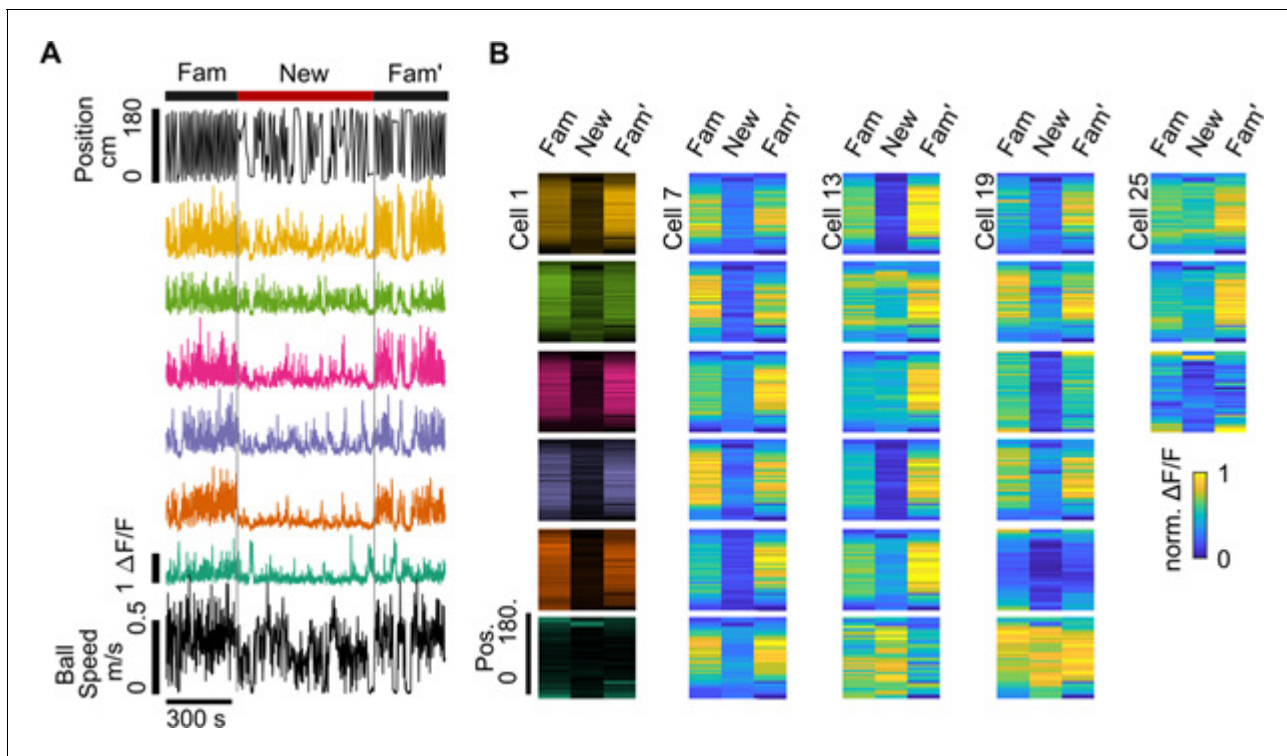 A
Fam New Fam'
Position
cm
0 180
1 ΔF/F
Ball
Speed
m/s
0 0.5
300 s
B
Fam New Fam' Fam New Fam' Fam New Fam' Fam New Fam' Fam New Fam'
Cell 1 Cell 7 Cell 13 Cell 19 Cell 25
Pos.
0 180.
norm. ΔF/F
1
0